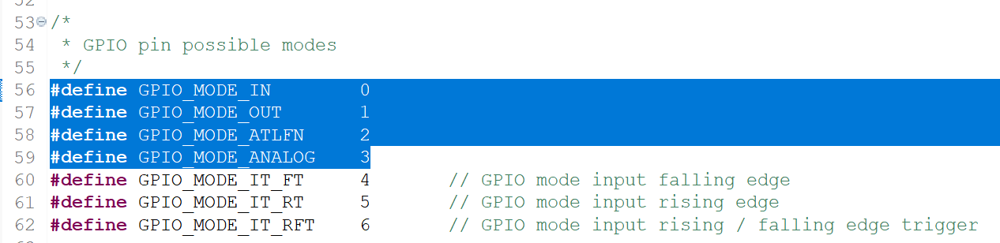 53 /*
54  * GPIO pin possible modes
55  */
56 #define GPIO_MODE_IN        0
57 #define GPIO_MODE_OUT       1
58 #define GPIO_MODE_ATLFN     2
59 #define GPIO_MODE_ANALOG    3
60 #define GPIO_MODE_IT_FT     4       // GPIO mode input falling edge
61 #define GPIO_MODE_IT_RT     5       // GPIO mode input rising edge
62 #define GPIO_MODE_IT_RFT    6       // GPIO mode input rising / falling edge trigger